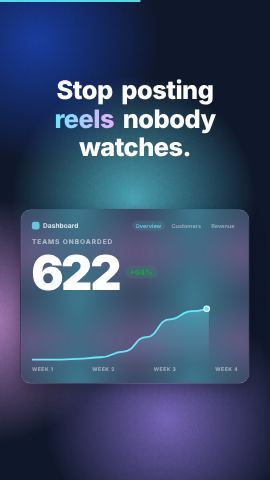 Stop posting
reels nobody
watches.
Dashboard
Overview Customers Revenue
TEAMS ONBOARDED
622 +64%
WEEK 1 WEEK 2 WEEK 3 WEEK 4